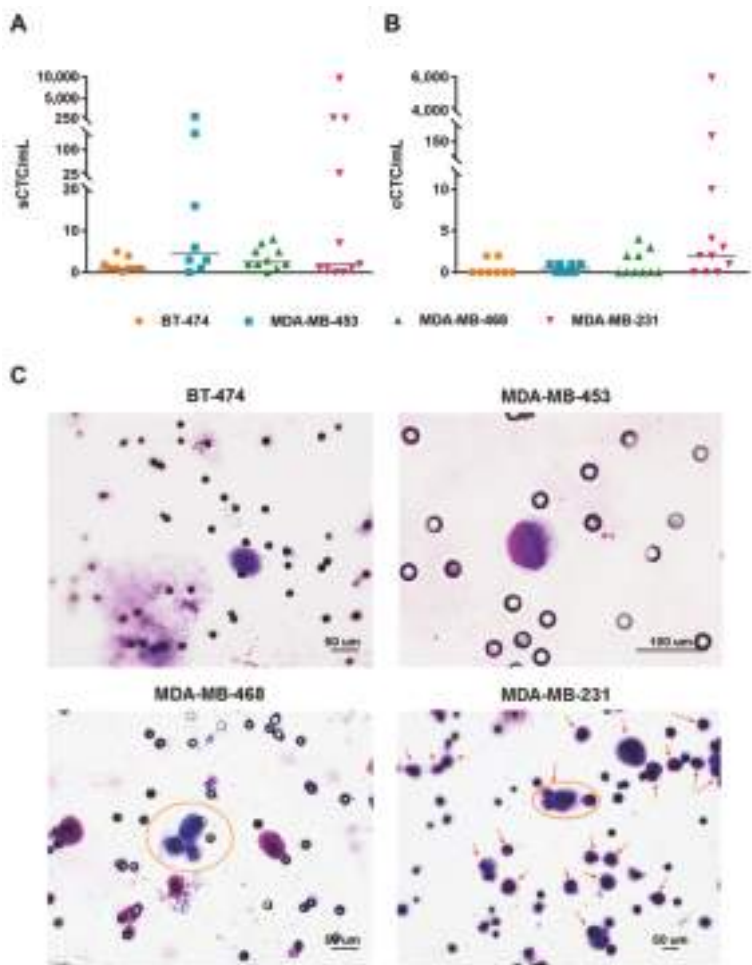 A
B
10,000
5,000
250
100
25
20
10
0
sCTC/mL
6,000
4,000
150
10
5
0
cCTC/mL
BT-474 MDA-MB-453 MDA-MB-468 MDA-MB-231
C
BT-474
MDA-MB-453
50 um
100 um
MDA-MB-468
MDA-MB-231
50 um
50 um